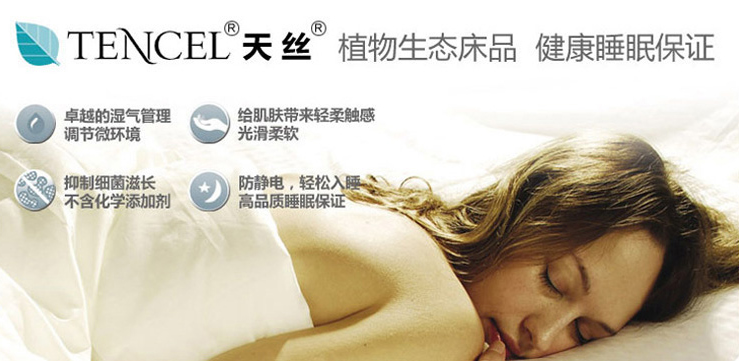 TENCEL® 天丝® 植物生态床品 健康睡眠保证
卓越的湿气管理
调节微环境
给肌肤带来轻柔触感
光滑柔软
抑制细菌滋长
不含化学添加剂
防静电，轻松入睡
高品质睡眠保证